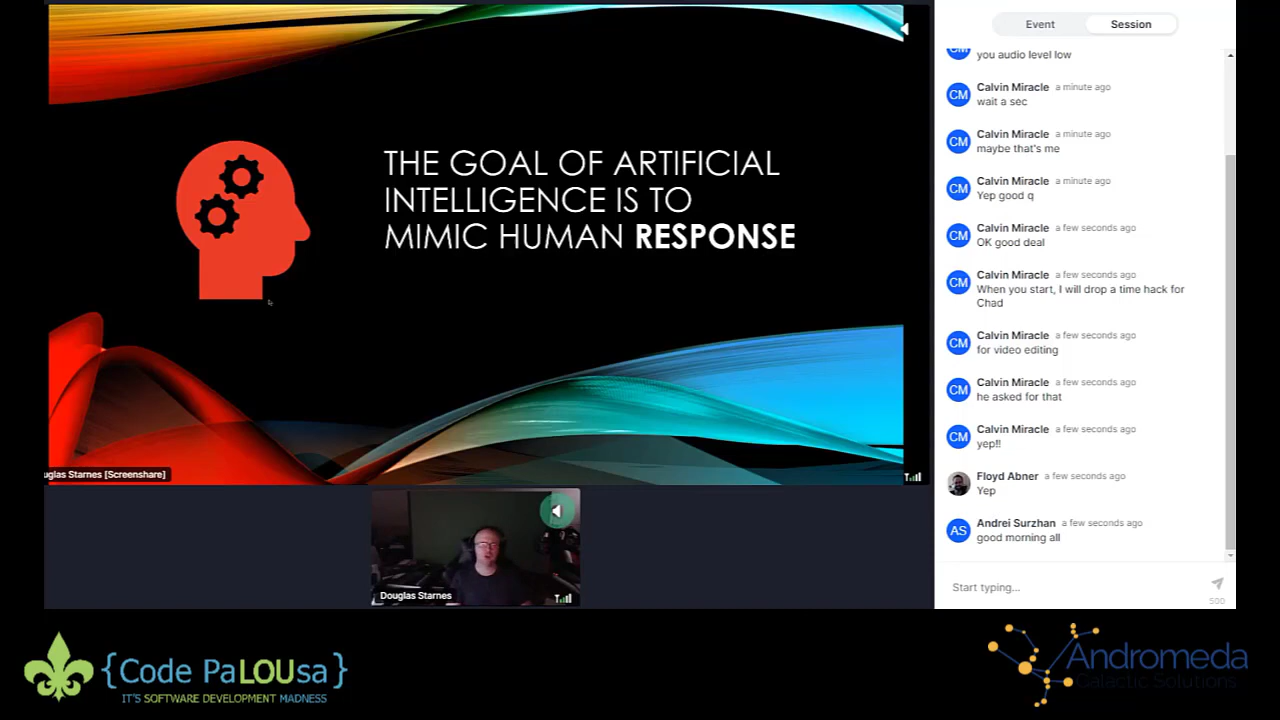 THE GOAL OF ARTIFICIAL
INTELLIGENCE IS TO
MIMIC HUMAN RESPONSE
uglas Starnes [Screenshare]
Douglas Starnes
Event
Session
CM
you audio level low
CM
Calvin Miracle a minute ago
wait a sec
CM
Calvin Miracle a minute ago
maybe that's me
CM
Calvin Miracle a minute ago
Yep good q
CM
Calvin Miracle a few seconds ago
OK good deal
CM
Calvin Miracle a few seconds ago
When you start, I will drop a time hack for
Chad
CM
Calvin Miracle a few seconds ago
for video editing
CM
Calvin Miracle a few seconds ago
he asked for that
CM
Calvin Miracle a few seconds ago
yep!!
Floyd Abner a few seconds ago
Yep
AS
Andrei Surzhan a few seconds ago
good morning all
Start typing...
500
{Code PaLOUsa}
IT'S SOFTWARE DEVELOPMENT MADNESS
Andromeda
Galactic Solutions